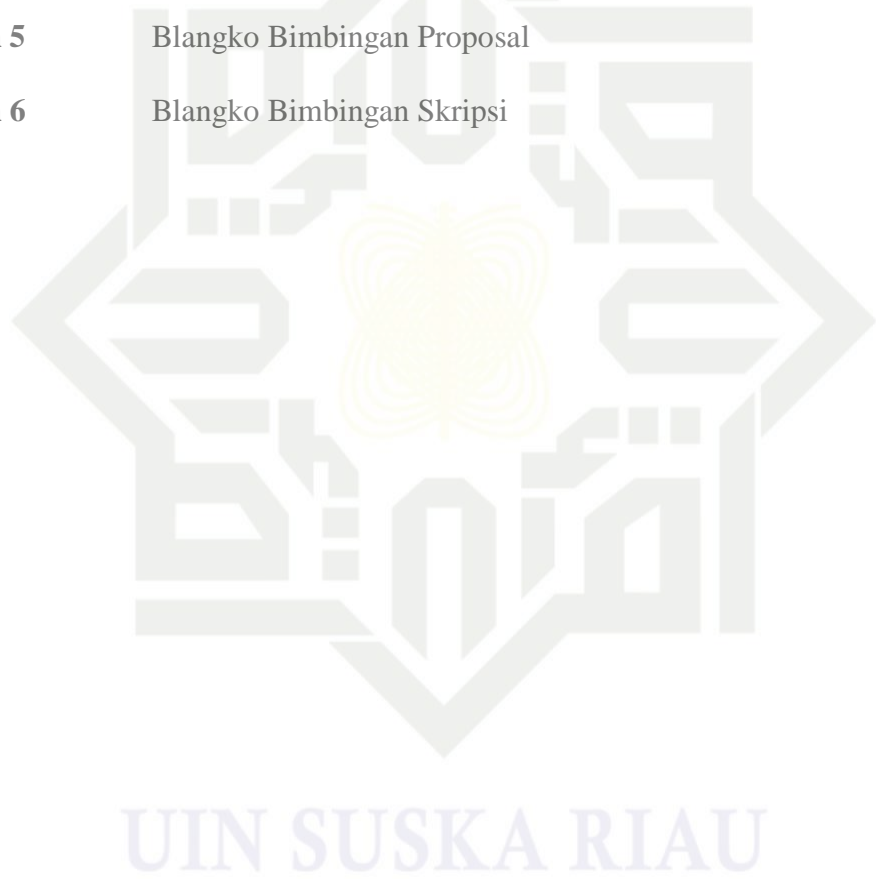 5 Blangko Bimbingan Proposal
6 Blangko Bimbingan Skripsi
UIN SUSKA RIAU